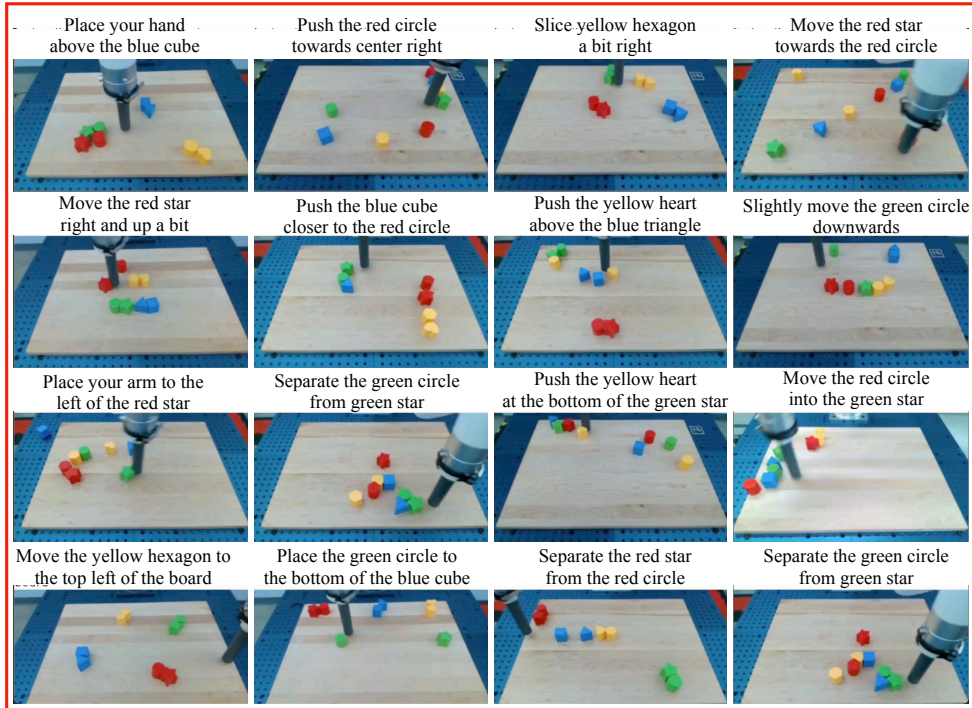 Place your hand
above the blue cube
Push the red circle
towards center right
Slice yellow hexagon
a bit right
Move the red star
towards the red circle
Move the red star
right and up a bit
Push the blue cube
closer to the red circle
Push the yellow heart
above the blue triangle
Slightly move the green circle
downwards
Place your arm to the
left of the red star
Separate the green circle
from green star
Push the yellow heart
at the bottom of the green star
Move the red circle
into the green star
Move the yellow hexagon to
the top left of the board
Place the green circle to
the bottom of the blue cube
Separate the red star
from the red circle
Separate the green circle
from green star